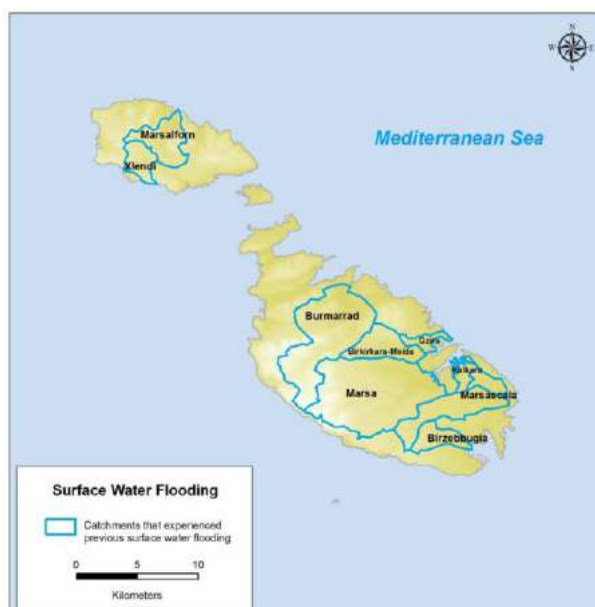 N
W
E
S
Mediterranean Sea
Marsalforn
Xlendi
Burmarrad
Gzira
Birkirkara-Msida
Kalkara
Marsa
Marsascala
Birzebbugia
Surface Water Flooding
Catchments that experienced
previous surface water flooding
0 5 10
Kilometers